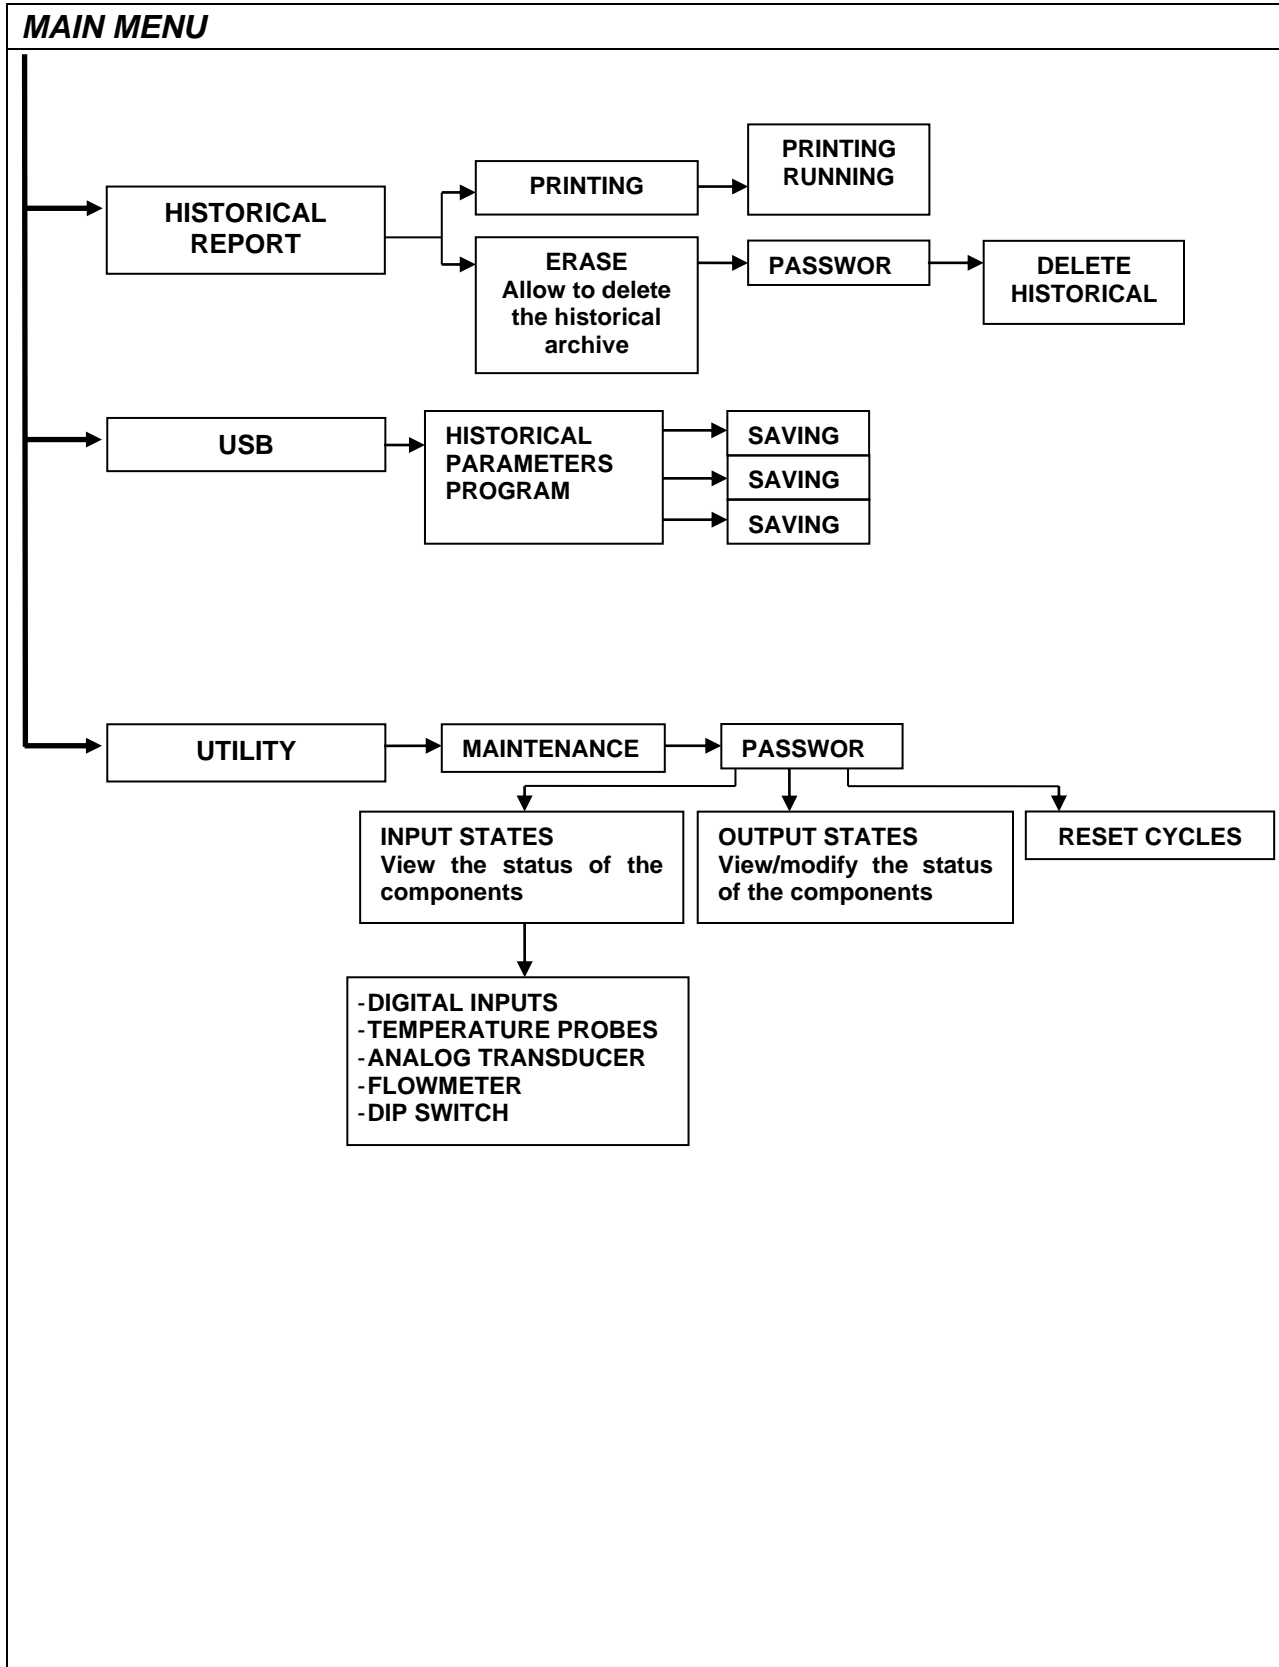 MAIN MENU
PRINTING
RUNNING
PRINTING
HISTORICAL
REPORT
ERASE
Allow to delete
the historical
archive
PASSWOR
DELETE
HISTORICAL
USB
HISTORICAL
PARAMETERS
PROGRAM
SAVING
SAVING
SAVING
UTILITY
MAINTENANCE
PASSWOR
INPUT STATES
View the status of the
components
OUTPUT STATES
View/modify the status
of the components
RESET CYCLES
-DIGITAL INPUTS
-TEMPERATURE PROBES
-ANALOG TRANSDUCER
-FLOWMETER
-DIP SWITCH